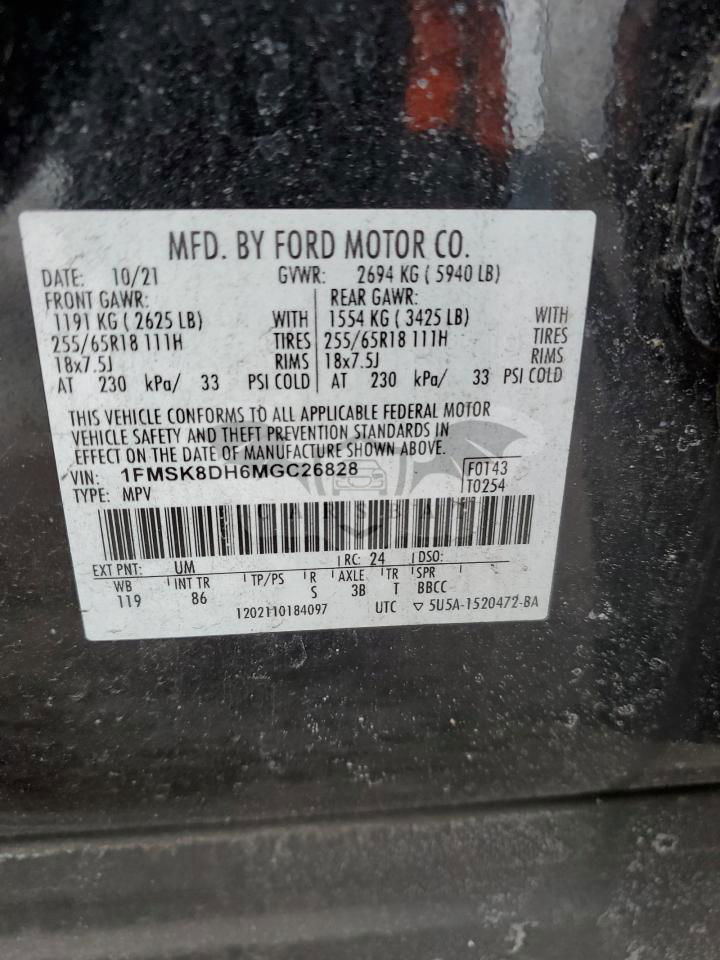 MFD. BY FORD MOTOR CO.
DATE: 10/21 GVWR: 2694 KG ( 5940 LB)
FRONT GAWR: REAR GAWR:
1191 KG ( 2625 LB) WITH 1554 KG ( 3425 LB) WITH
255/65R18 111H TIRES 255/65R18 111H TIRES
18x7.5J RIMS 18x7.5J RIMS
AT 230 kPa/ 33 PSI COLD AT 230 kPa/ 33 PSI COLD
THIS VEHICLE CONFORMS TO ALL APPLICABLE FEDERAL MOTOR
VEHICLE SAFETY AND THEFT PREVENTION STANDARDS IN
EFFECT ON THE DATE OF MANUFACTURE SHOWN ABOVE.
VIN: 1FMSK8DH6MGC26828 F0143
TYPE: MPV T0254
EXT PNT: UM RC: 24 DSO:
WB INT TR TP/PS R AXLE TR SPR
119 86 S 3B T BBCC
1202110184097 UTC ▽ 5U5A-1520472-BA